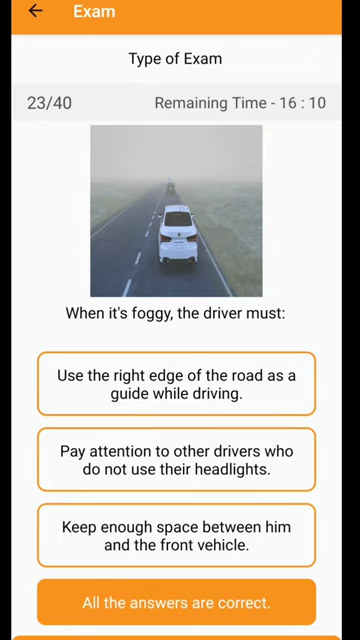 Exam
Type of Exam
23/40
Remaining Time - 16 : 10
When it's foggy, the driver must:
Use the right edge of the road as a
guide while driving.
Pay attention to other drivers who
do not use their headlights.
Keep enough space between him
and the front vehicle.
All the answers are correct.